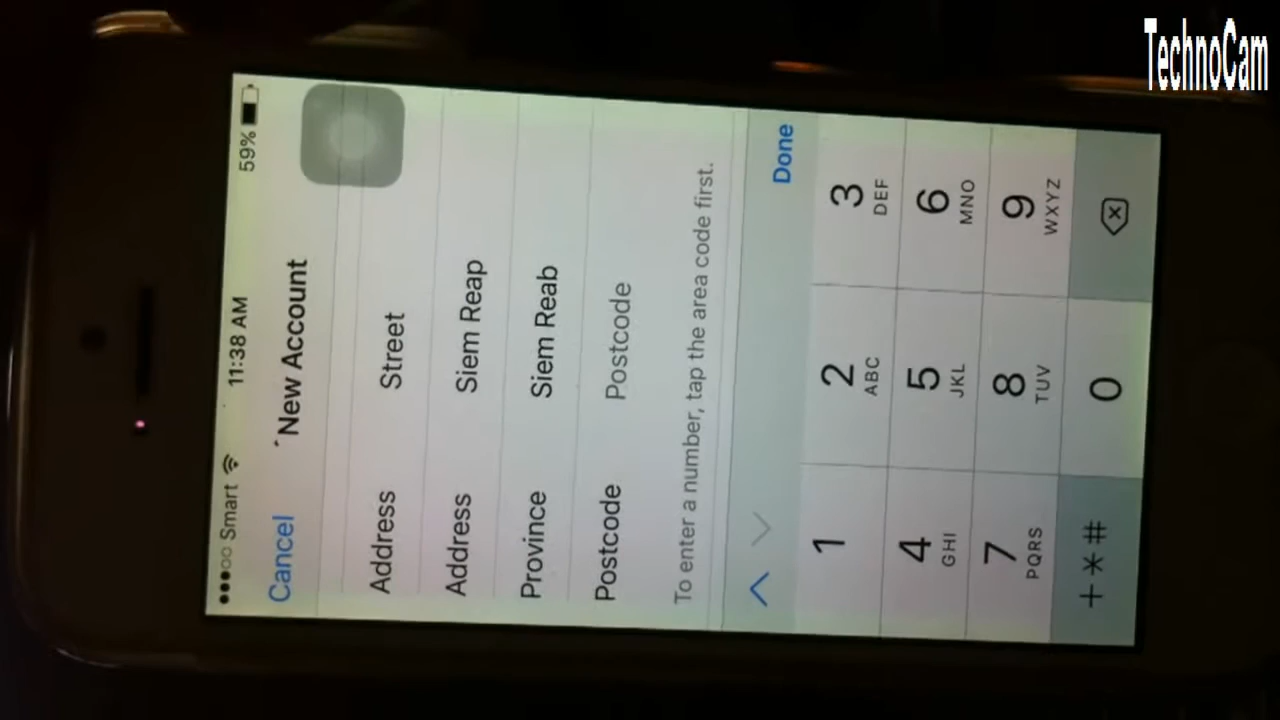 TechnoCam
Smart 11:38 AM 59%
Cancel New Account
Address Street
Address Siem Reap
Province Siem Reab
Postcode Postcode
To enter a number, tap the area code first.
Done
1 2 ABC 3 DEF
4 GHI 5 JKL 6 MNO
7 PQRS 8 TUV 9 WXYZ
+*# 0